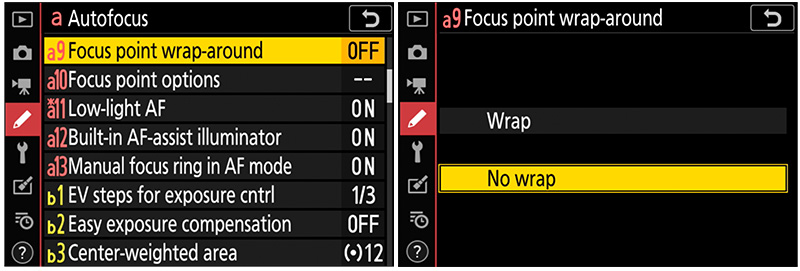 a Autofocus
a9 Focus point wrap-around OFF
a10 Focus point options --
*a11 Low-light AF ON
a12 Built-in AF-assist illuminator ON
a13 Manual focus ring in AF mode ON
b1 EV steps for exposure cntrl 1/3
b2 Easy exposure compensation OFF
b3 Center-weighted area (•)12
?
a9 Focus point wrap-around
Wrap
No wrap
?